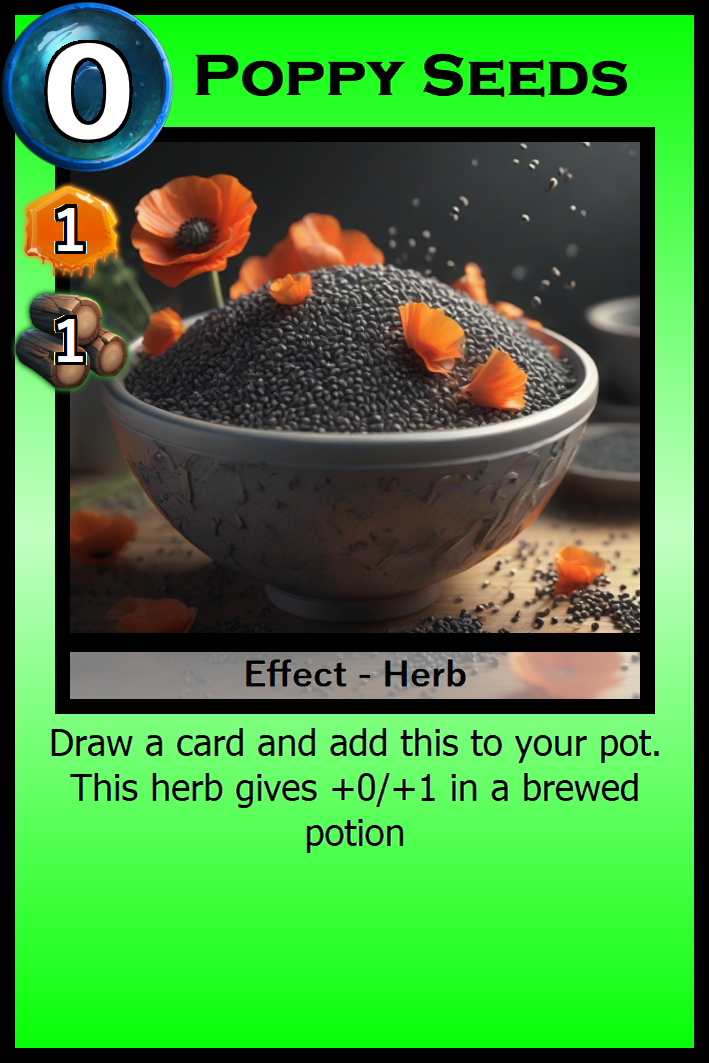 0
Poppy Seeds
1
1
Effect - Herb
Draw a card and add this to your pot.
This herb gives +0/+1 in a brewed
potion